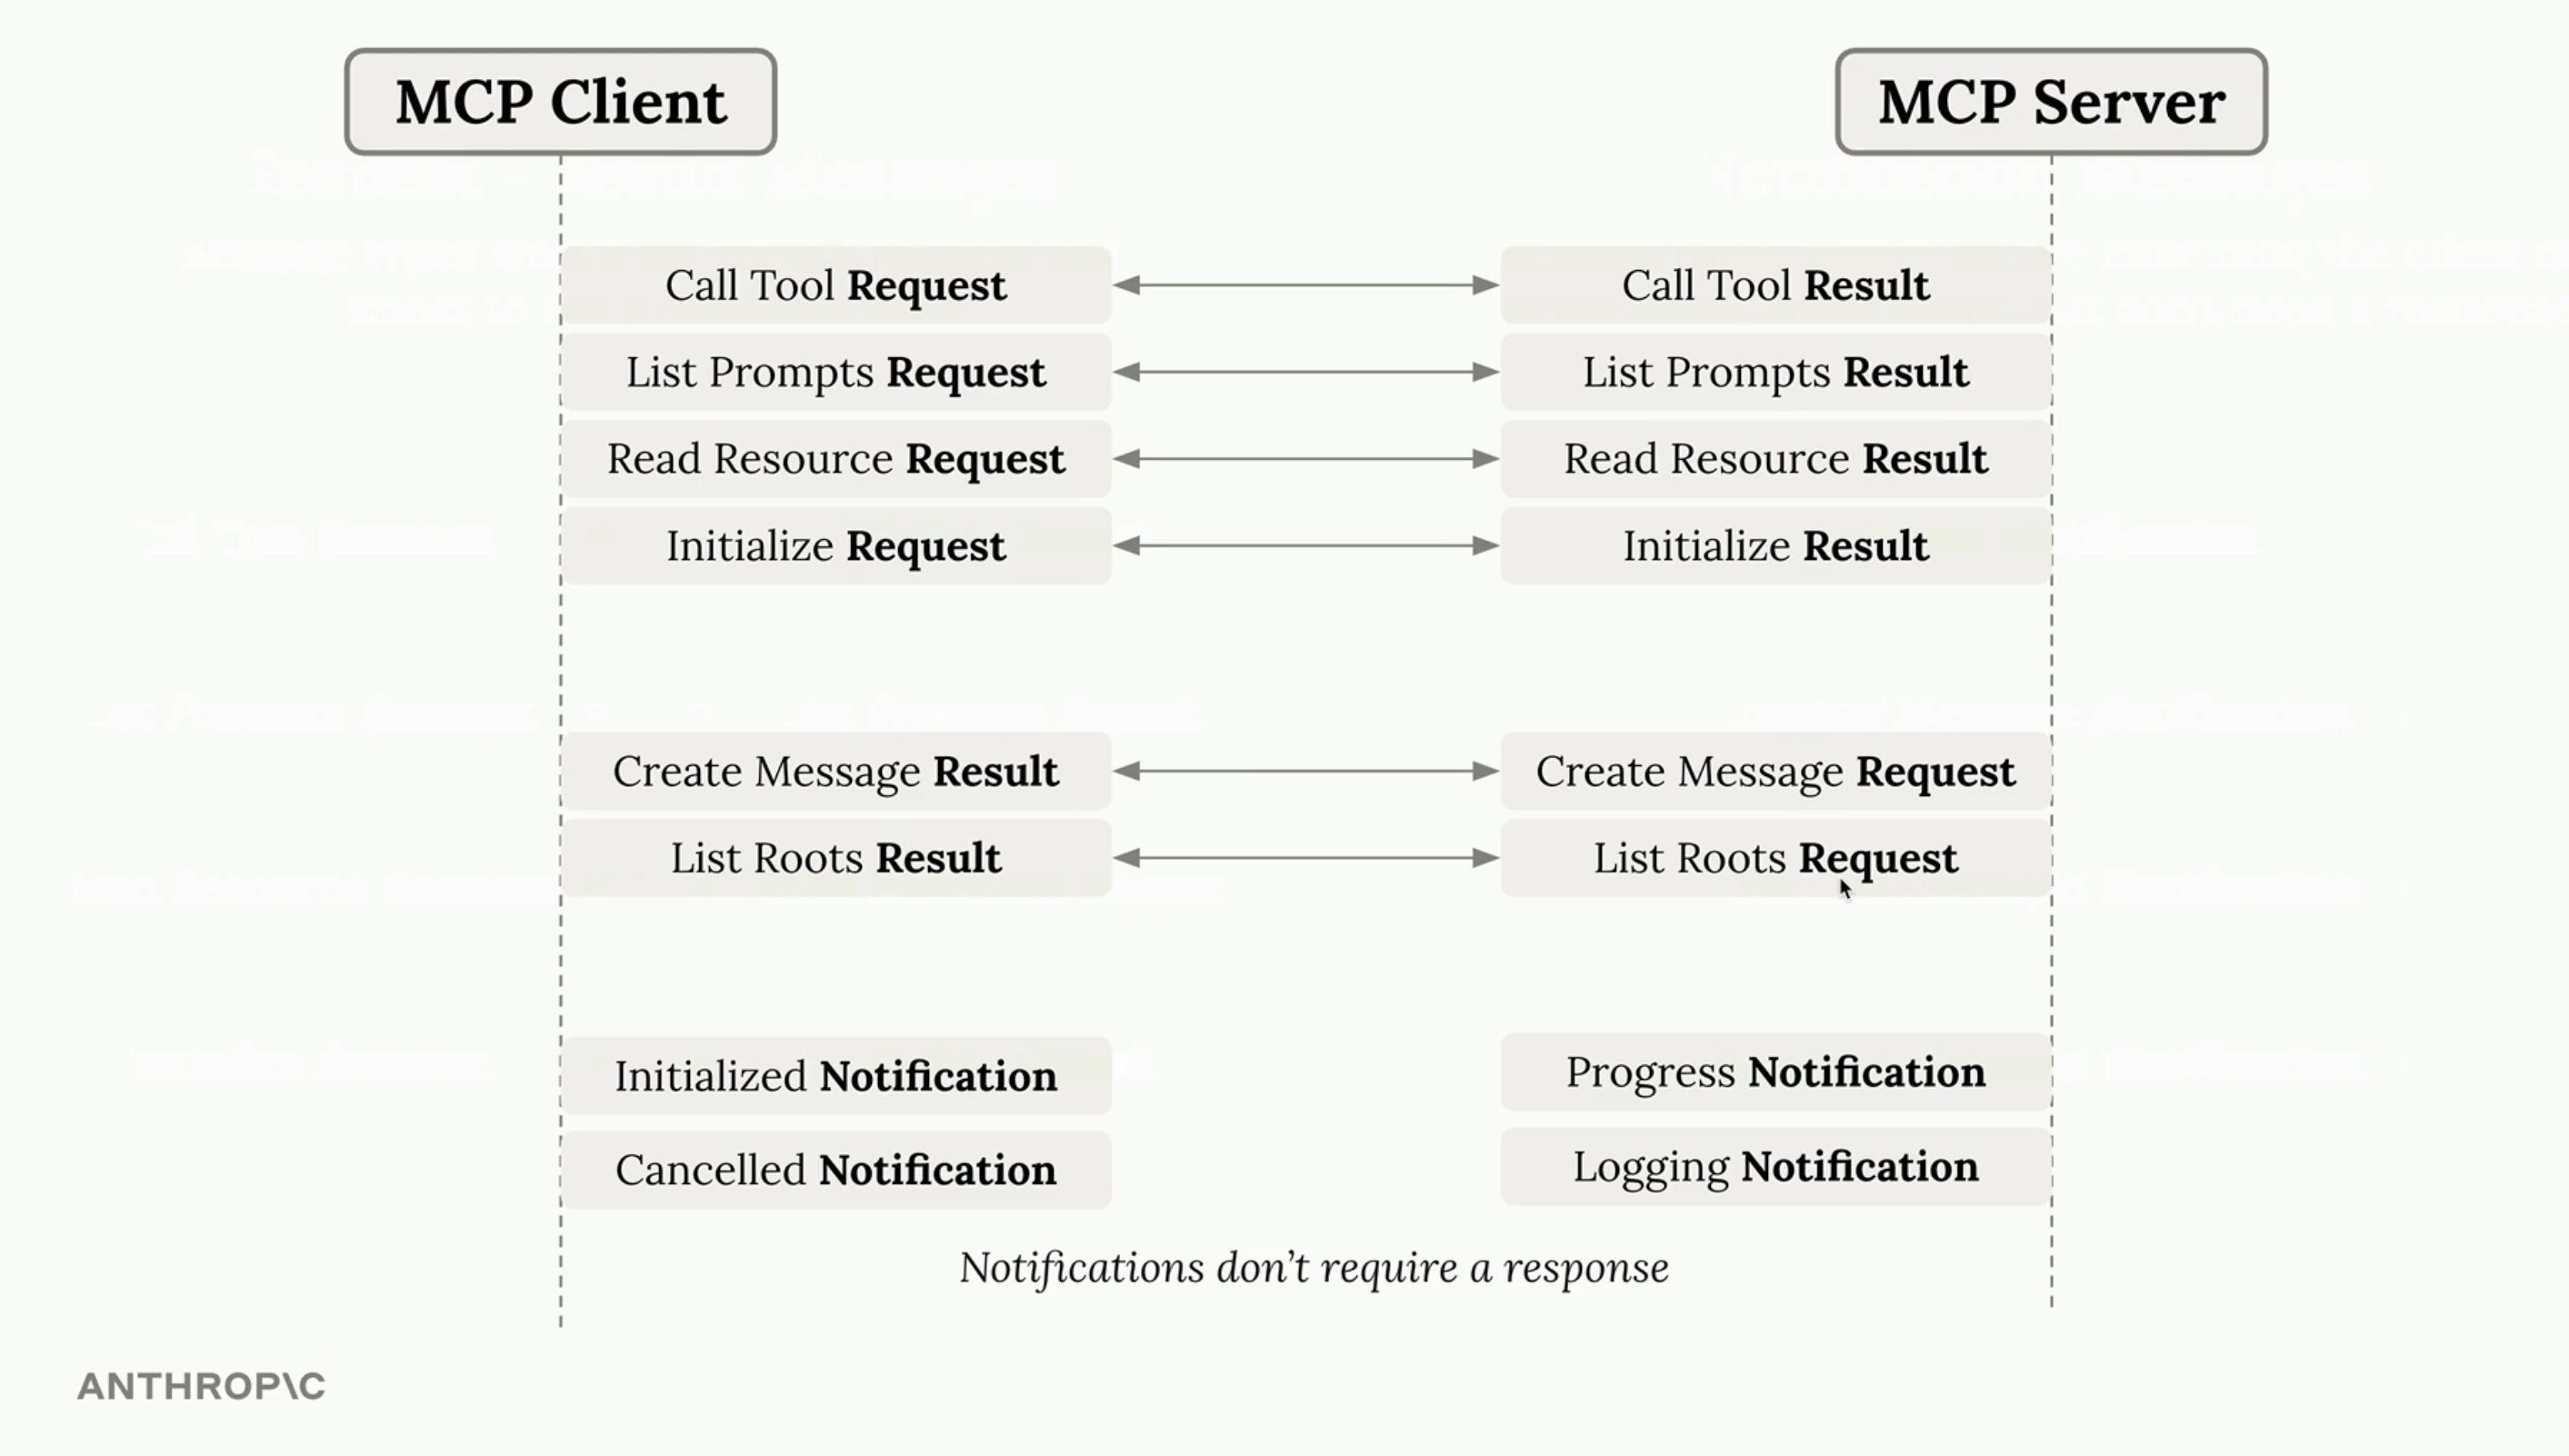 MCP Client
MCP Server
Call Tool Request
Call Tool Result
List Prompts Request
List Prompts Result
Read Resource Request
Read Resource Result
Initialize Request
Initialize Result
Create Message Result
Create Message Request
List Roots Result
List Roots Request
Initialized Notification
Progress Notification
Cancelled Notification
Logging Notification
Notifications don’t require a response
ANTHROP\C